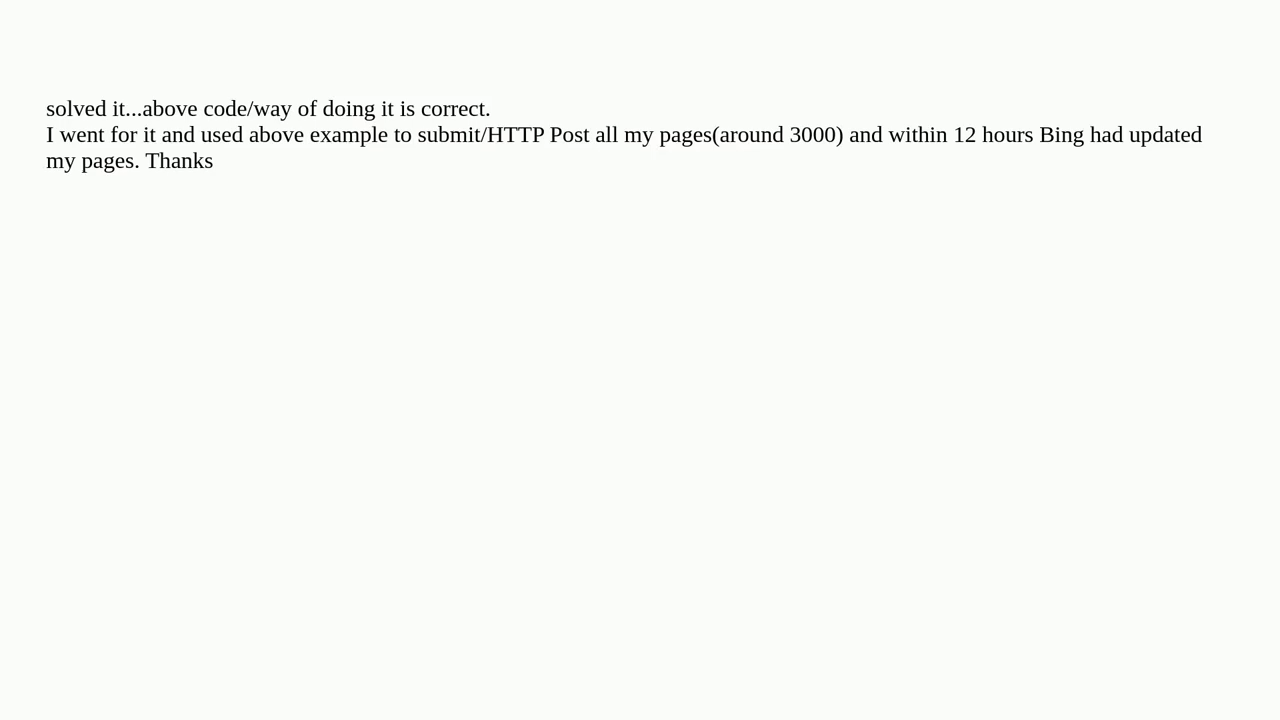 solved it...above code/way of doing it is correct.
I went for it and used above example to submit/HTTP Post all my pages(around 3000) and within 12 hours Bing had updated
my pages. Thanks